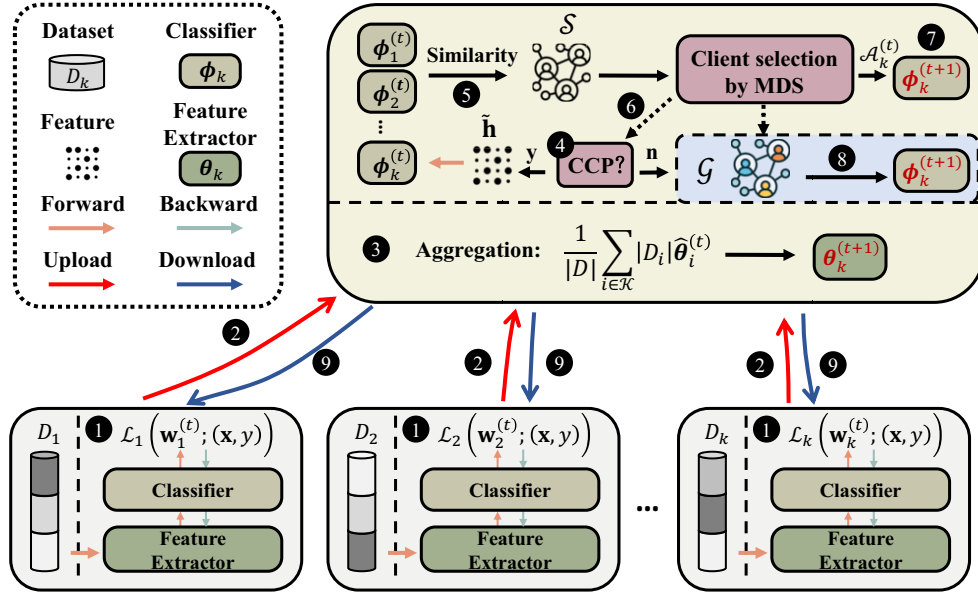 Dataset
Classifier
D_k
ϕ_k
Feature
Feature
Extractor
θ_k
Forward
Backward
Upload
Download
ϕ_1^{(t)}
ϕ_2^{(t)}
⋮
ϕ_k^{(t)}
Similarity
5
𝒮
Client selection
by MDS
𝒜_k^{(t)}
7
ϕ_k^{(t+1)}
6
h̃
4
y
CCP?
n
𝒢
8
ϕ_k^{(t+1)}
3
Aggregation:
\frac{1}{|D|} \sum_{i∈𝒦} |D_i| \hat{θ}_i^{(t)}
θ_k^{(t+1)}
2
9
2
9
2
9
D_1
1
ℒ_1 (w_1^{(t)}; (x, y))
Classifier
Feature
Extractor
D_2
1
ℒ_2 (w_2^{(t)}; (x, y))
Classifier
Feature
Extractor
...
D_k
1
ℒ_k (w_k^{(t)}; (x, y))
Classifier
Feature
Extractor